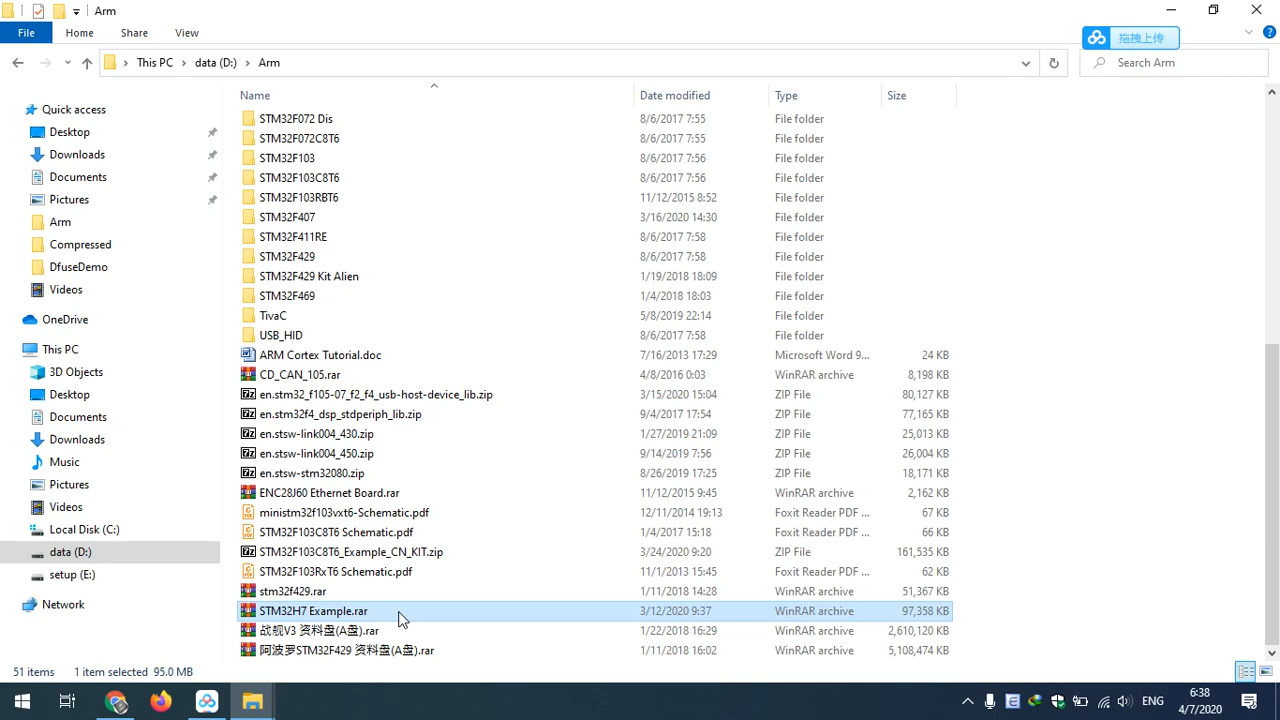 Arm
File Home Share View
拖拽上传
This PC data (D:) Arm
Search Arm
Name Date modified Type Size
Quick access
Desktop
Downloads
Documents
Pictures
Arm
Compressed
DfuseDemo
Videos
OneDrive
This PC
3D Objects
Desktop
Documents
Downloads
Music
Pictures
Videos
Local Disk (C:)
data (D:)
setup (E:)
Network
STM32F072 Dis 8/6/2017 7:55 File folder
STM32F072C8T6 8/6/2017 7:55 File folder
STM32F103 8/6/2017 7:56 File folder
STM32F103C8T6 8/6/2017 7:56 File folder
STM32F103RBT6 11/12/2015 8:52 File folder
STM32F407 3/16/2020 14:30 File folder
STM32F411RE 8/6/2017 7:58 File folder
STM32F429 8/6/2017 7:58 File folder
STM32F429 Kit Alien 1/19/2018 18:09 File folder
STM32F469 1/4/2018 18:03 File folder
TivaC 5/8/2019 22:14 File folder
USB_HID 8/6/2017 7:58 File folder
ARM Cortex Tutorial.doc 7/16/2013 17:29 Microsoft Word 9... 24 KB
CD_CAN_105.rar 4/8/2016 0:03 WinRAR archive 8,198 KB
en.stm32_f105-07_f2_f4_usb-host-device_lib.zip 3/15/2020 15:04 ZIP File 80,127 KB
en.stm32f4_dsp_stdperiph_lib.zip 9/4/2017 17:54 ZIP File 77,165 KB
en.stsw-link004_430.zip 1/27/2019 21:09 ZIP File 25,013 KB
en.stsw-link004_450.zip 9/14/2019 7:56 ZIP File 26,004 KB
en.stsw-stm32080.zip 8/26/2019 17:25 ZIP File 18,171 KB
ENC28J60 Ethernet Board.rar 11/12/2015 9:45 WinRAR archive 2,162 KB
ministm32f103vxt6-Schematic.pdf 12/11/2014 19:13 Foxit Reader PDF ... 67 KB
STM32F103C8T6 Schematic.pdf 1/4/2017 15:18 Foxit Reader PDF ... 66 KB
STM32F103C8T6_Example_CN_KIT.zip 3/24/2020 9:20 ZIP File 161,535 KB
STM32F103RxT6 Schematic.pdf 11/1/2013 15:45 Foxit Reader PDF ... 62 KB
stm32f429.rar 1/11/2018 14:28 WinRAR archive 51,367 KB
STM32H7 Example.rar 3/12/2020 9:37 WinRAR archive 97,358 KB
战舰V3 资料盘(A盘).rar 1/22/2018 16:29 WinRAR archive 2,610,120 KB
阿波罗STM32F429 资料盘(A盘).rar 1/11/2018 16:02 WinRAR archive 5,108,474 KB
51 items 1 item selected 95.0 MB
ENG
6:38
4/7/2020